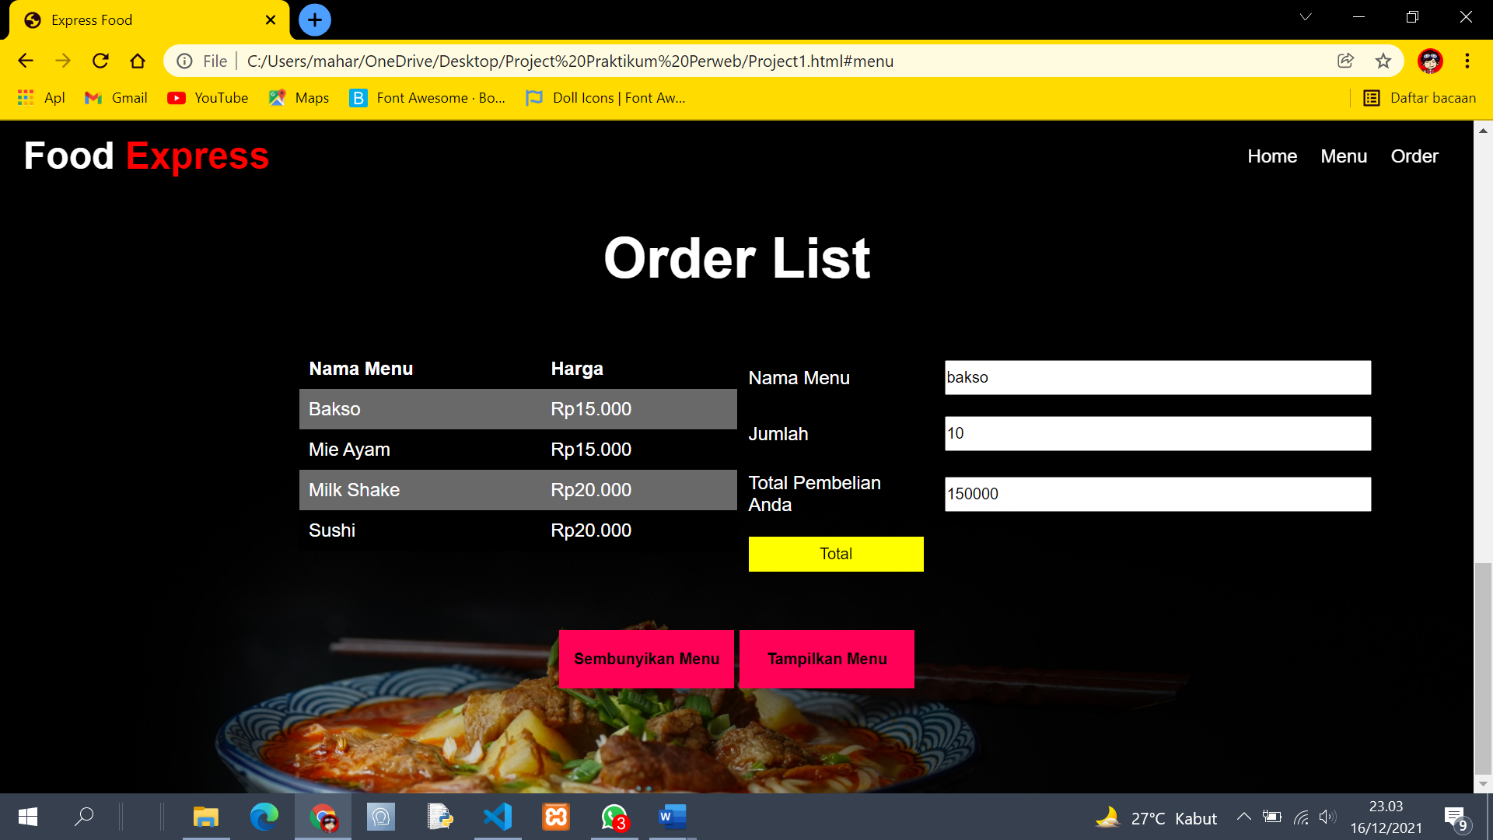 Express Food
File
C:/Users/mahar/OneDrive/Desktop/Project%20Praktikum%20Perweb/Project1.html#menu
Apl
Gmail
YouTube
Maps
B
Font Awesome · Bo...
Doll Icons | Font Aw...
Daftar bacaan
Food Express
Home Menu Order
Order List
Nama Menu Harga
Bakso Rp15.000
Mie Ayam Rp15.000
Milk Shake Rp20.000
Sushi Rp20.000
Nama Menu bakso
Jumlah 10
Total Pembelian
Anda
150000
Total
Sembunyikan Menu Tampilkan Menu
3
W
27°C Kabut
23.03
16/12/2021
9